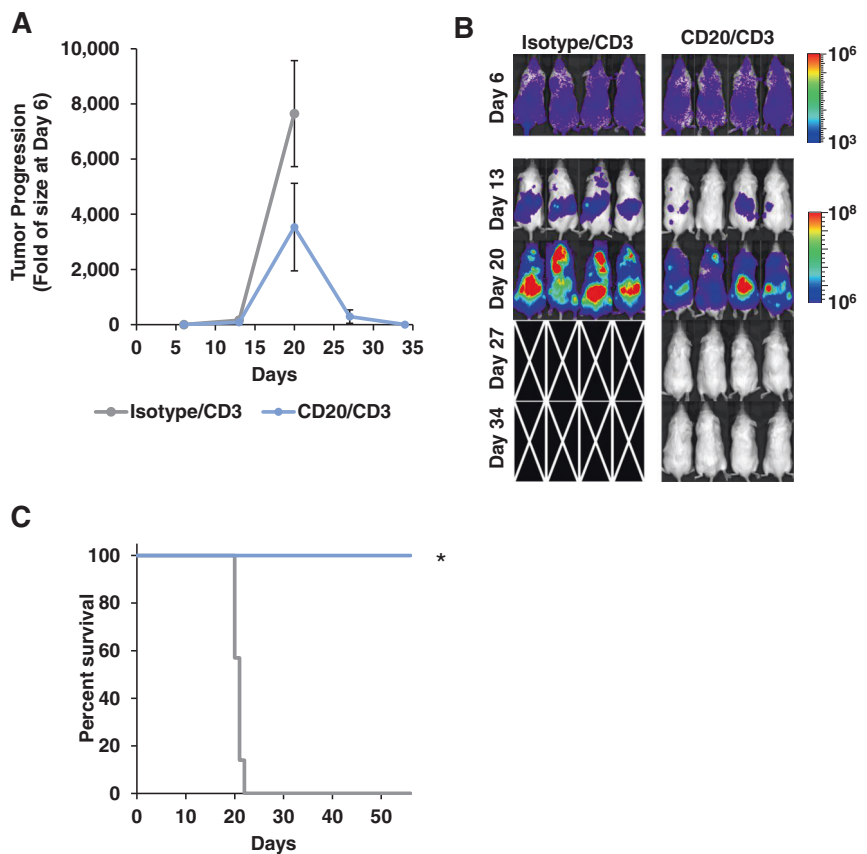 A
10,000
8,000
6,000
4,000
2,000
0
Tumor Progression
(Fold of size at Day 6)
0 5 10 15 20 25 30 35
Days
Isotype/CD3 CD20/CD3
B
Isotype/CD3 CD20/CD3
Day 6
10⁶
10³
Day 13
Day 20
10⁸
10⁶
Day 27
Day 34
C
100
80
60
40
20
0
Percent survival
*
0 10 20 30 40 50
Days